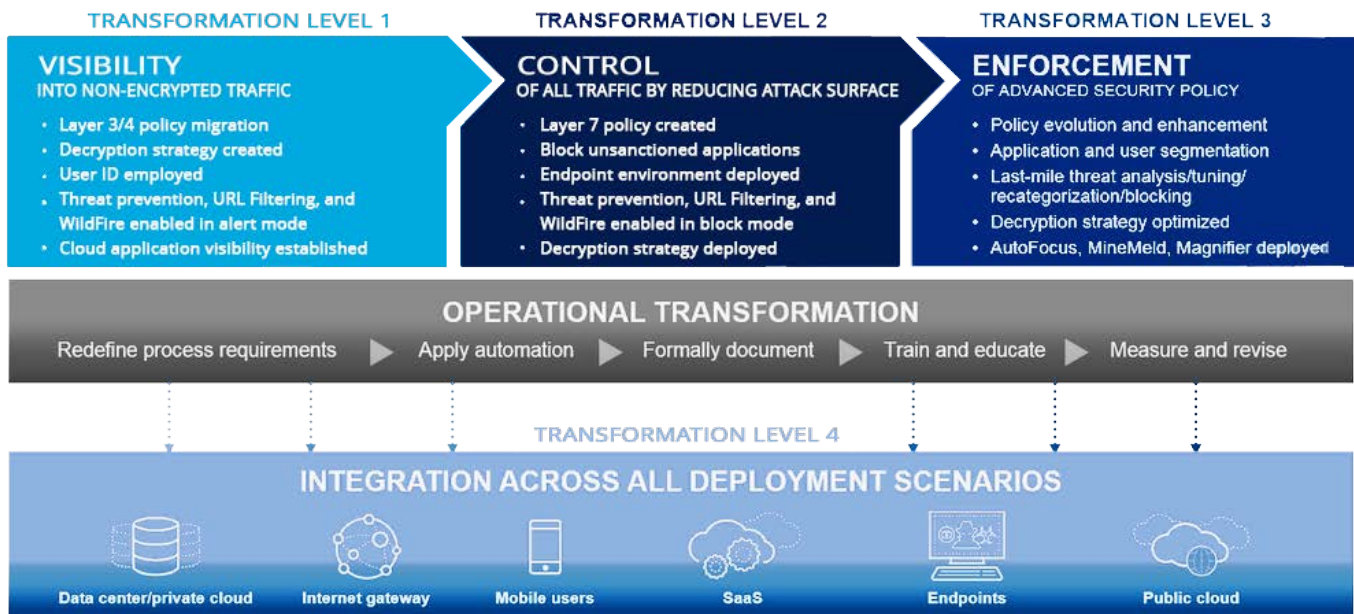 TRANSFORMATION LEVEL 1
VISIBILITY
INTO NON-ENCRYPTED TRAFFIC
• Layer 3/4 policy migration
• Decryption strategy created
• User ID employed
• Threat prevention, URL Filtering, and
WildFire enabled in alert mode
• Cloud application visibility established
TRANSFORMATION LEVEL 2
CONTROL
OF ALL TRAFFIC BY REDUCING ATTACK SURFACE
• Layer 7 policy created
• Block unsanctioned applications
• Endpoint environment deployed
• Threat prevention, URL Filtering, and
WildFire enabled in block mode
• Decryption strategy deployed
TRANSFORMATION LEVEL 3
ENFORCEMENT
OF ADVANCED SECURITY POLICY
• Policy evolution and enhancement
• Application and user segmentation
• Last-mile threat analysis/tuning/
recategorization/blocking
• Decryption strategy optimized
• AutoFocus, MineMeld, Magnifier deployed
OPERATIONAL TRANSFORMATION
Redefine process requirements
Apply automation
Formally document
Train and educate
Measure and revise
TRANSFORMATION LEVEL 4
INTEGRATION ACROSS ALL DEPLOYMENT SCENARIOS
Data center/private cloud
Internet gateway
Mobile users
SaaS
Endpoints
Public cloud